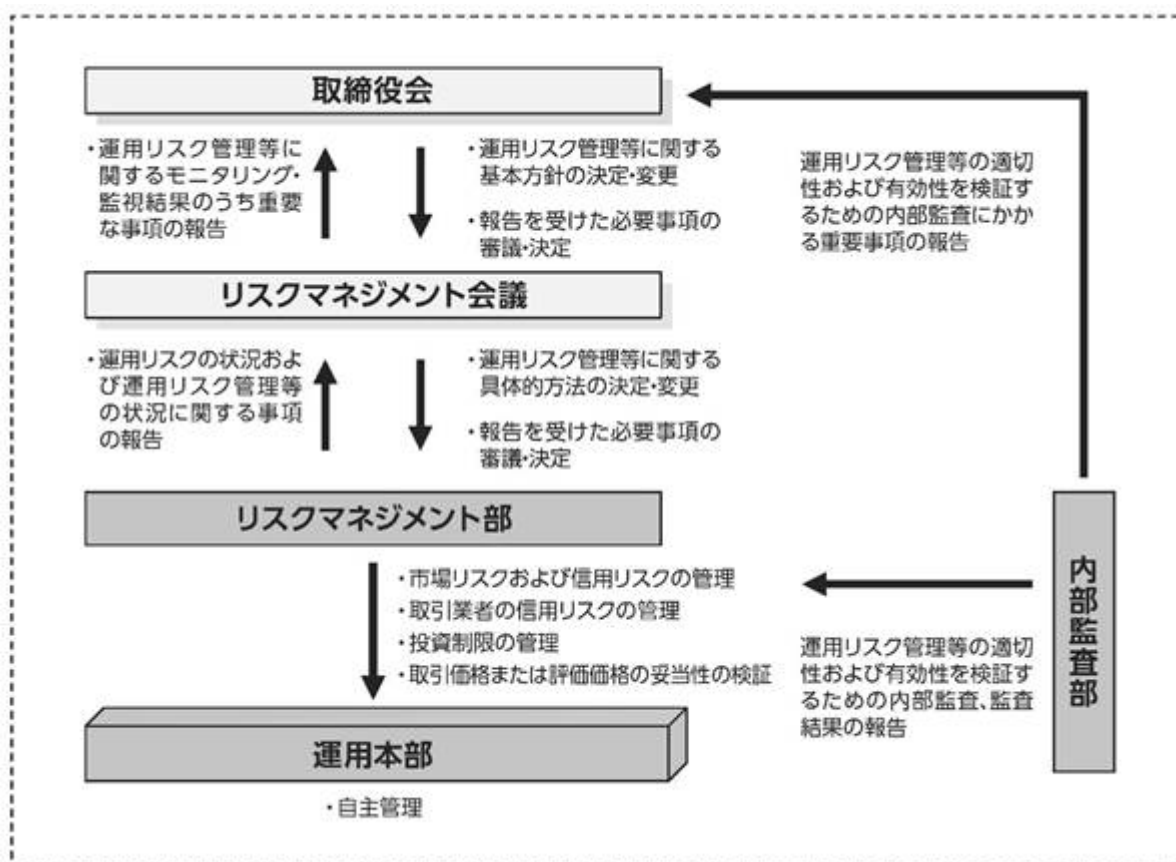 取締役会
・運用リスク管理等に
関するモニタリング・
監視結果のうち重要
な事項の報告
・運用リスク管理等に関する
基本方針の決定・変更
・報告を受けた必要事項の
審議・決定
運用リスク管理等の適切
性および有効性を検証す
るための内部監査にかか
る重要事項の報告
リスクマネジメント会議
・運用リスクの状況およ
び運用リスク管理等
の状況に関する事項
の報告
・運用リスク管理等に関する
具体的方法の決定・変更
・報告を受けた必要事項の
審議・決定
リスクマネジメント部
・市場リスクおよび信用リスクの管理
・取引業者の信用リスクの管理
・投資制限の管理
・取引価格または評価価格の妥当性の検証
運用リスク管理等の適切
性および有効性を検証す
るための内部監査、監査
結果の報告
内部監査部
運用本部
・自主管理